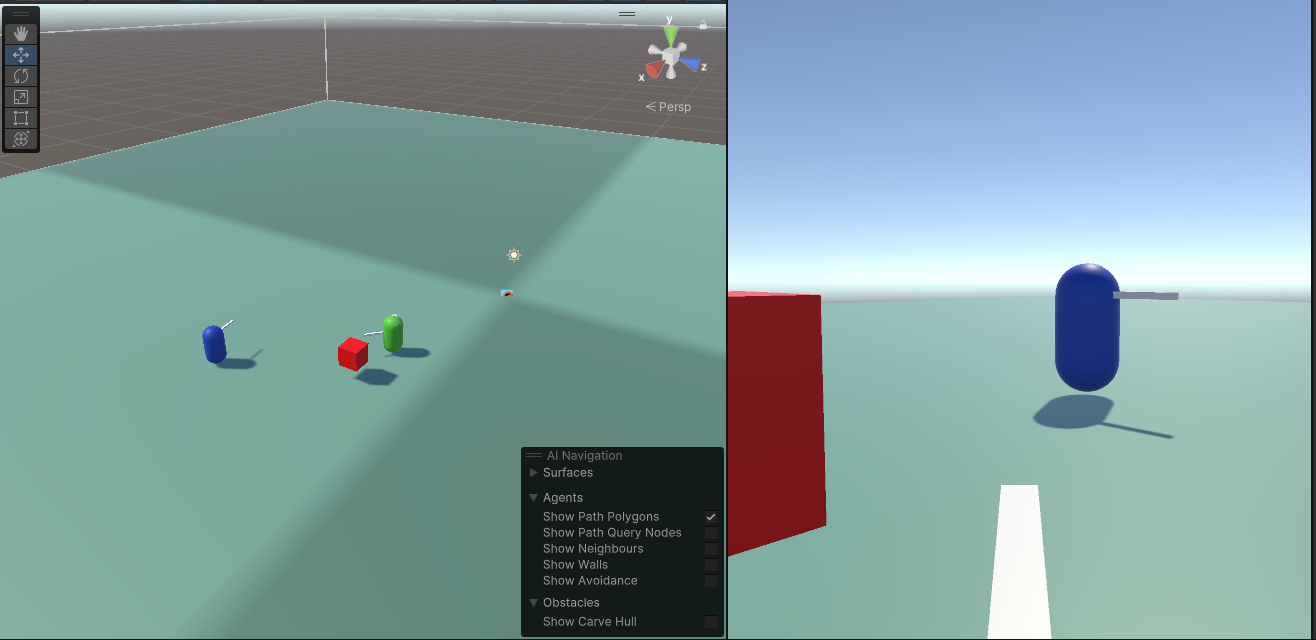 y
x
z
Persp
AI Navigation
Surfaces
Agents
Show Path Polygons
Show Path Query Nodes
Show Neighbours
Show Walls
Show Avoidance
Obstacles
Show Carve Hull